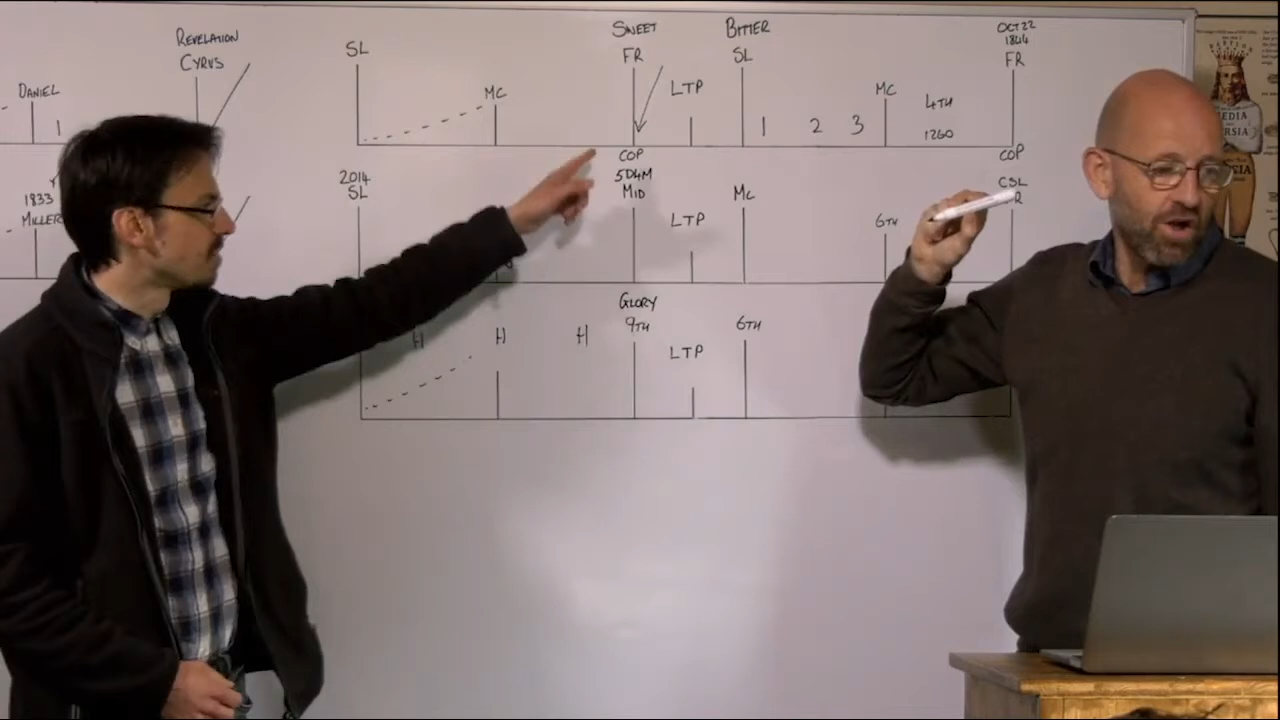 REVELATION
CYRUS
DANIEL
1
SL
MC
SWEET
FR
LTP
BITTER
SL
1 2 3
MC
4TH
1260
OCT 22
1844
FR
COP
COP
1833
MILLER
2014
SL
5D4M
MID
LTP
MC
6TH
CSL
H H H
GLORY
9TH
LTP
6TH
MEDIA
PERSIA